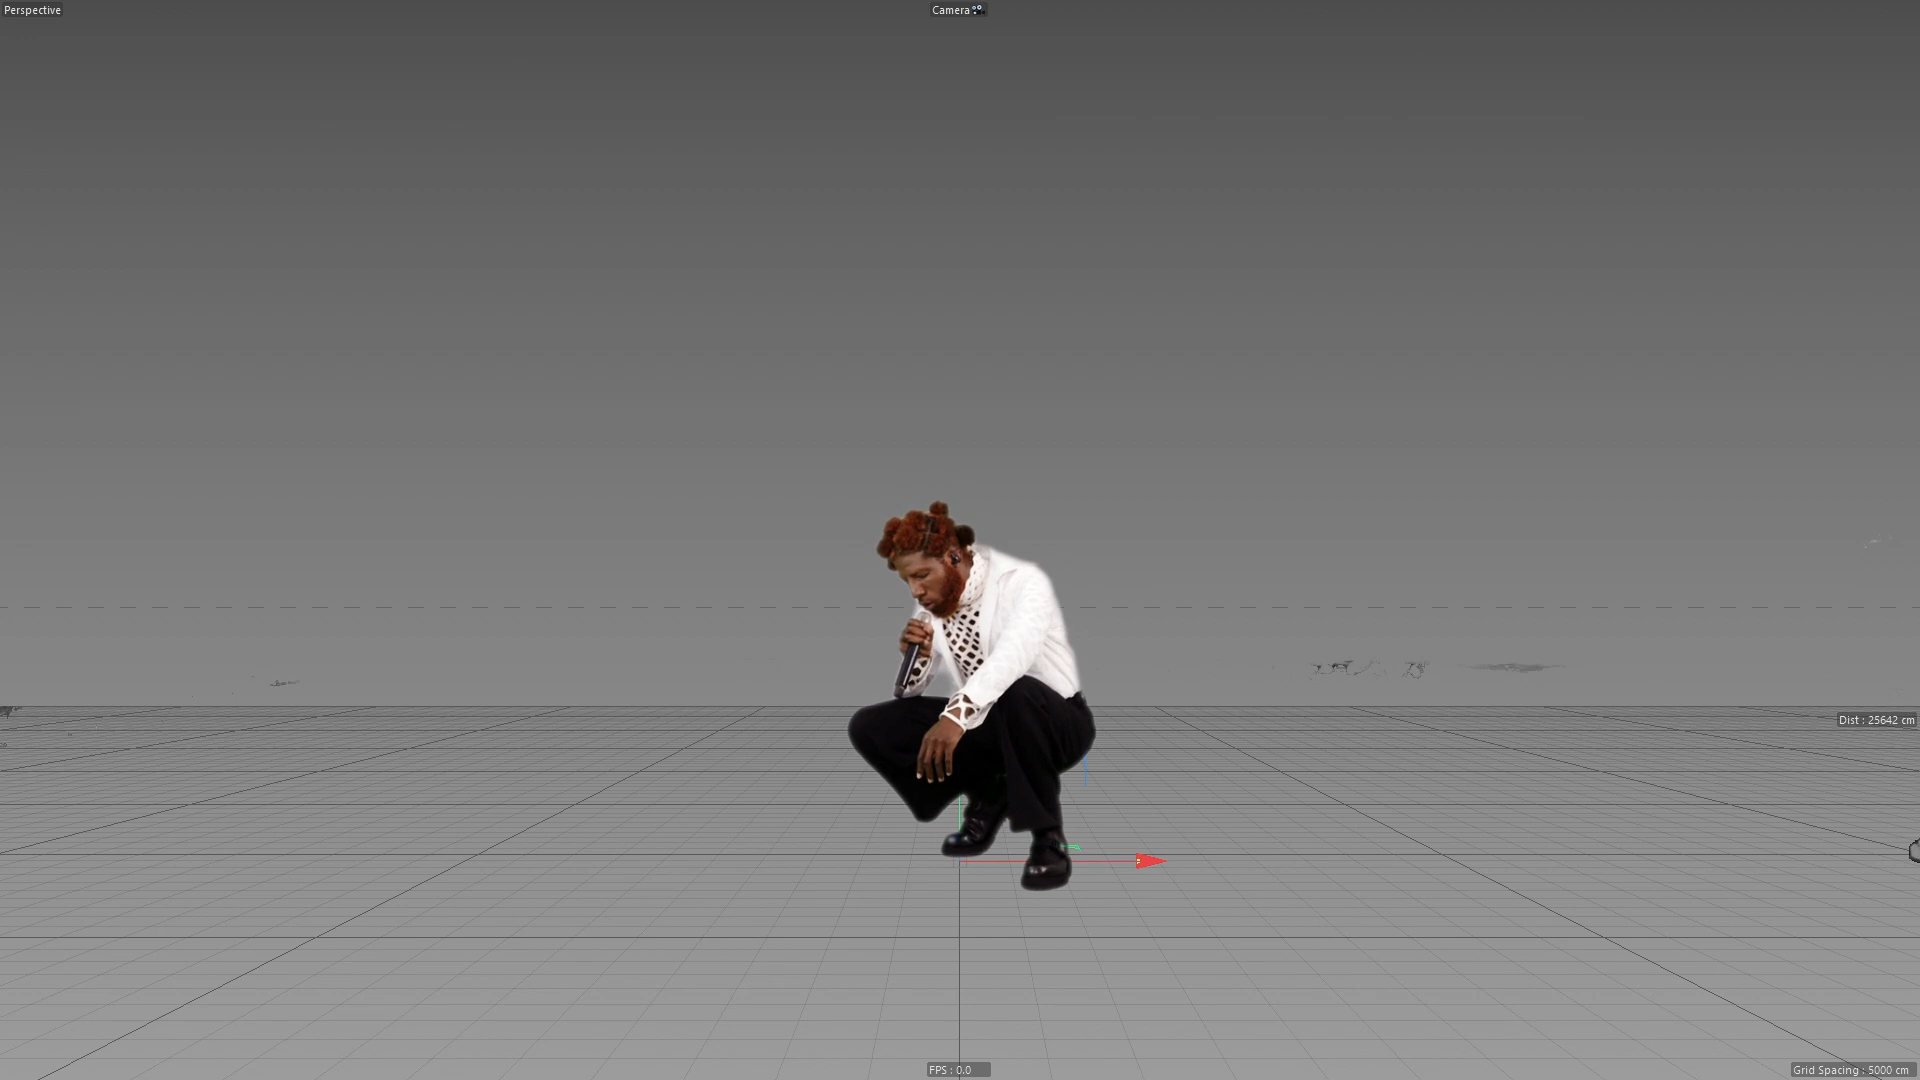 Perspective
Camera
Dist : 25642 cm
FPS : 0.0
Grid Spacing : 5000 cm